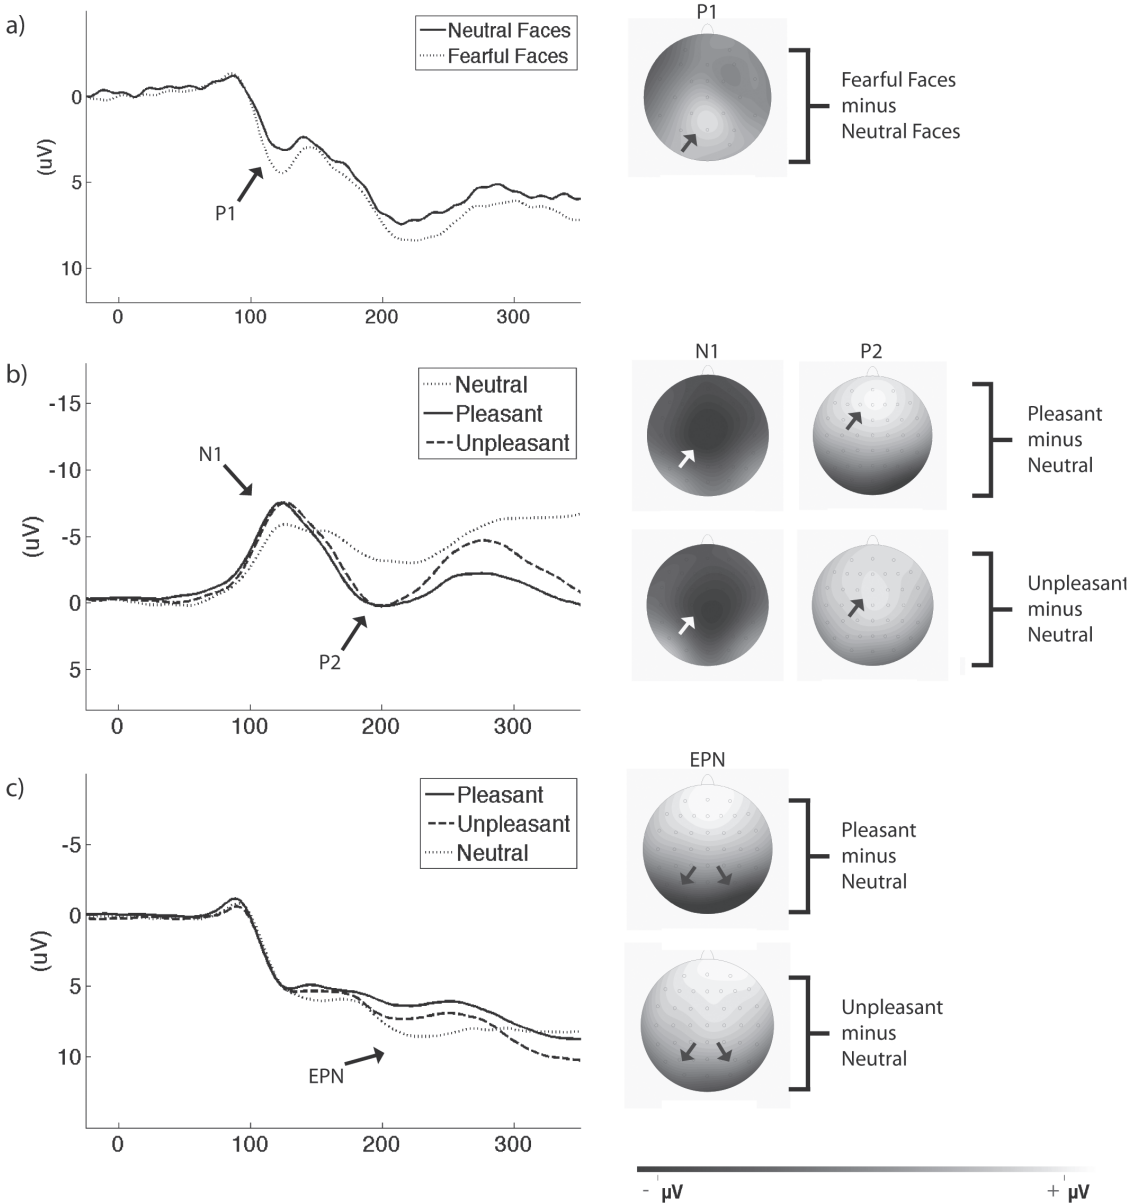 a)
Neutral Faces
Fearful Faces
0
5
10
(uV)
P1
0 100 200 300
P1
Fearful Faces
minus
Neutral Faces
b)
Neutral
Pleasant
Unpleasant
-15
-10
-5
0
5
(uV)
N1
P2
0 100 200 300
N1 P2
Pleasant
minus
Neutral
Unpleasant
minus
Neutral
c)
Pleasant
Unpleasant
Neutral
-5
0
5
10
(uV)
EPN
0 100 200 300
EPN
Pleasant
minus
Neutral
Unpleasant
minus
Neutral
- µV + µV